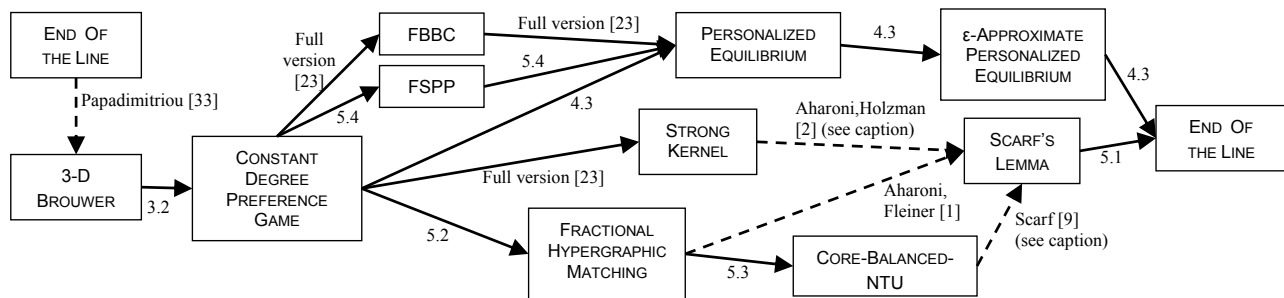 END OF
THE LINE
Papadimitriou [33]
3-D
BROUWER
3.2
CONSTANT
DEGREE
PREFERENCE
GAME
Full
version
[23]
5.4
FBBC
FSPP
Full version [23]
5.4
4.3
PERSONALIZED
EQUILIBRIUM
4.3
ε-APPROXIMATE
PERSONALIZED
EQUILIBRIUM
4.3
Full version [23]
STRONG
KERNEL
Aharoni,Holzman
[2] (see caption)
5.2
FRACTIONAL
HYPERGRAPHIC
MATCHING
Aharoni,
Fleiner [1]
5.3
CORE-BALANCED-
NTU
Scarf [9]
(see caption)
SCARF'S
LEMMA
5.1
END OF
THE LINE